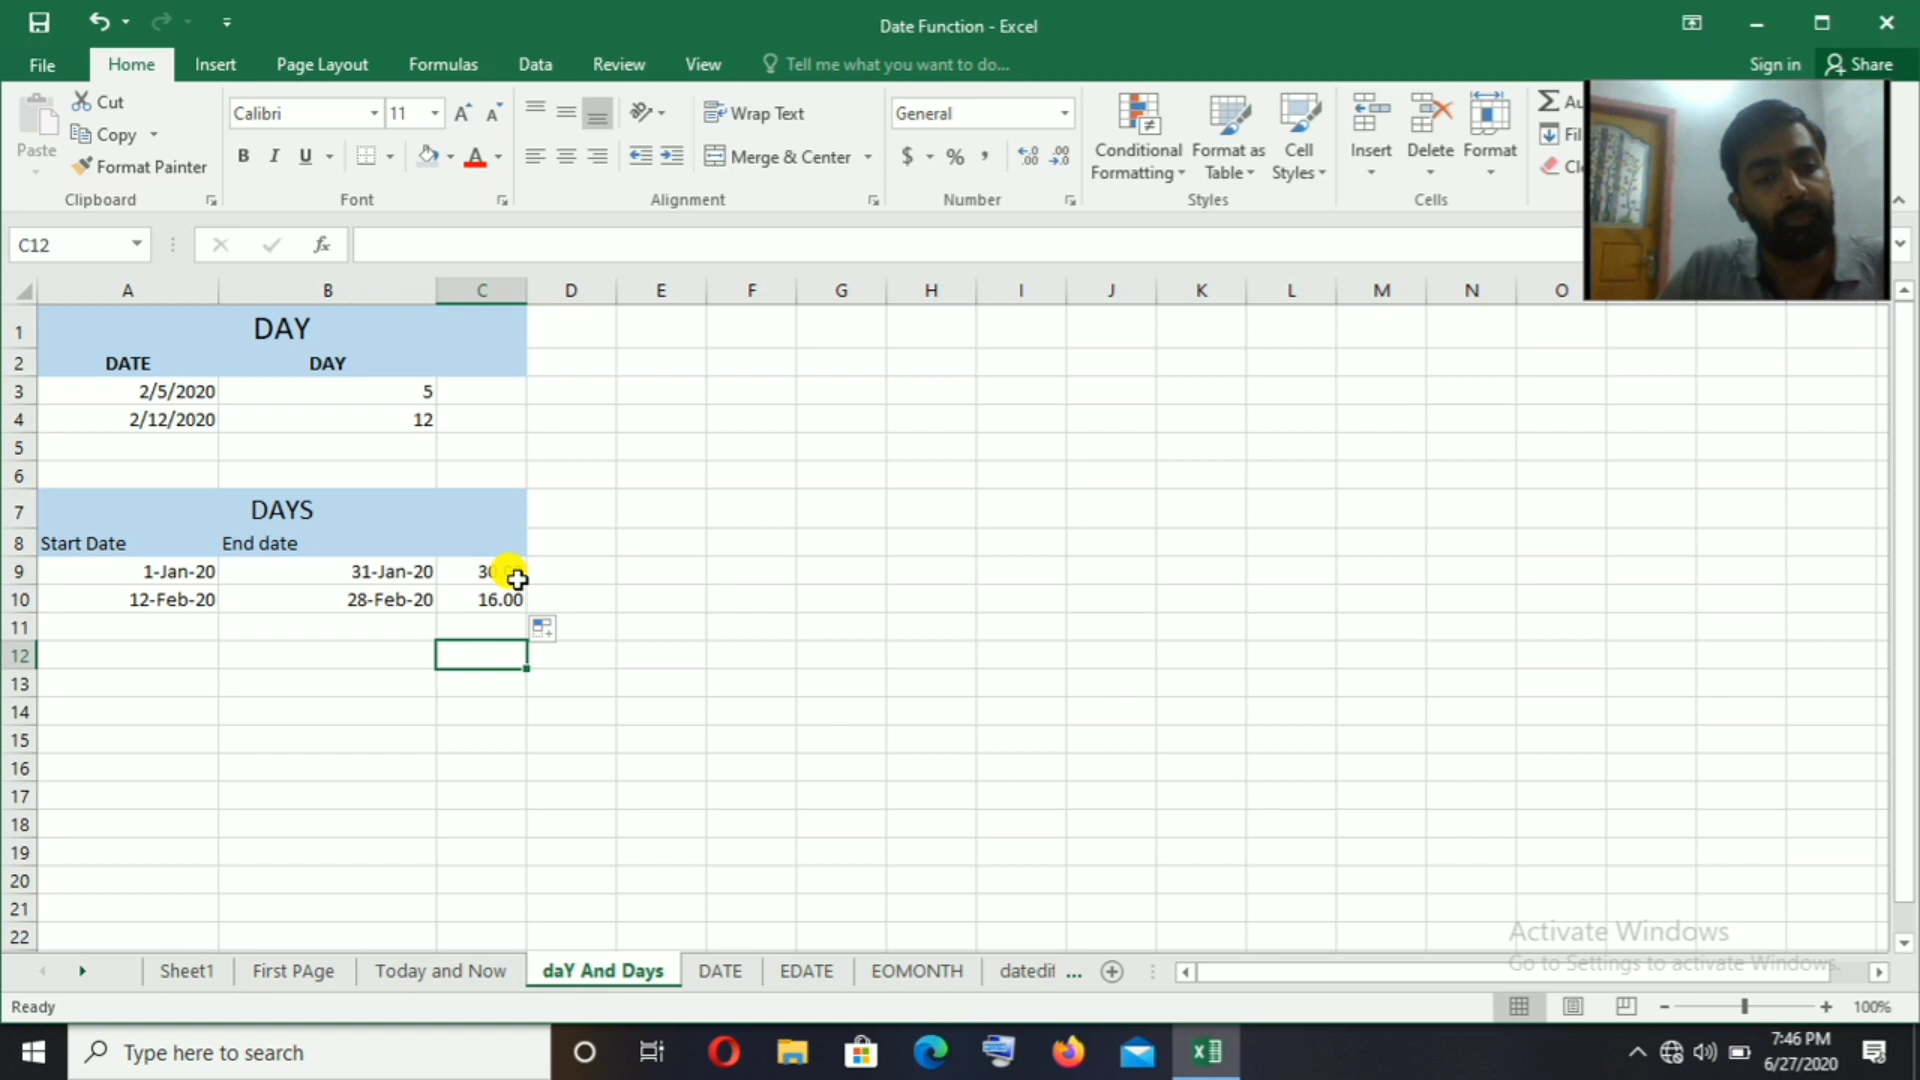 Date Function - Excel
File Home Insert Page Layout Formulas Data Review View Tell me what you want to do... Sign in Share
Cut
Copy
Format Painter
Paste
Clipboard
Calibri 11
B I U A
Font
Wrap Text
Merge & Center
Alignment
General
$ % ,
Number
Conditional Formatting
Format as Table
Cell Styles
Styles
Insert Delete Format
Cells
C12 fx
A B C D E F G H I J K L M N O
1 DAY
2 DATE DAY
3 2/5/2020 5
4 2/12/2020 12
5
6
7 DAYS
8 Start Date End date
9 1-Jan-20 31-Jan-20
10 12-Feb-20 28-Feb-20 16.00
11
12
13
14
15
16
17
18
19
20
21
22
Activate Windows
Go to Settings to activate Windows.
Sheet1 First PAge Today and Now daY And Days DATE EDATE EOMONTH datedif ...
Ready 100%
Type here to search
7:46 PM
6/27/2020